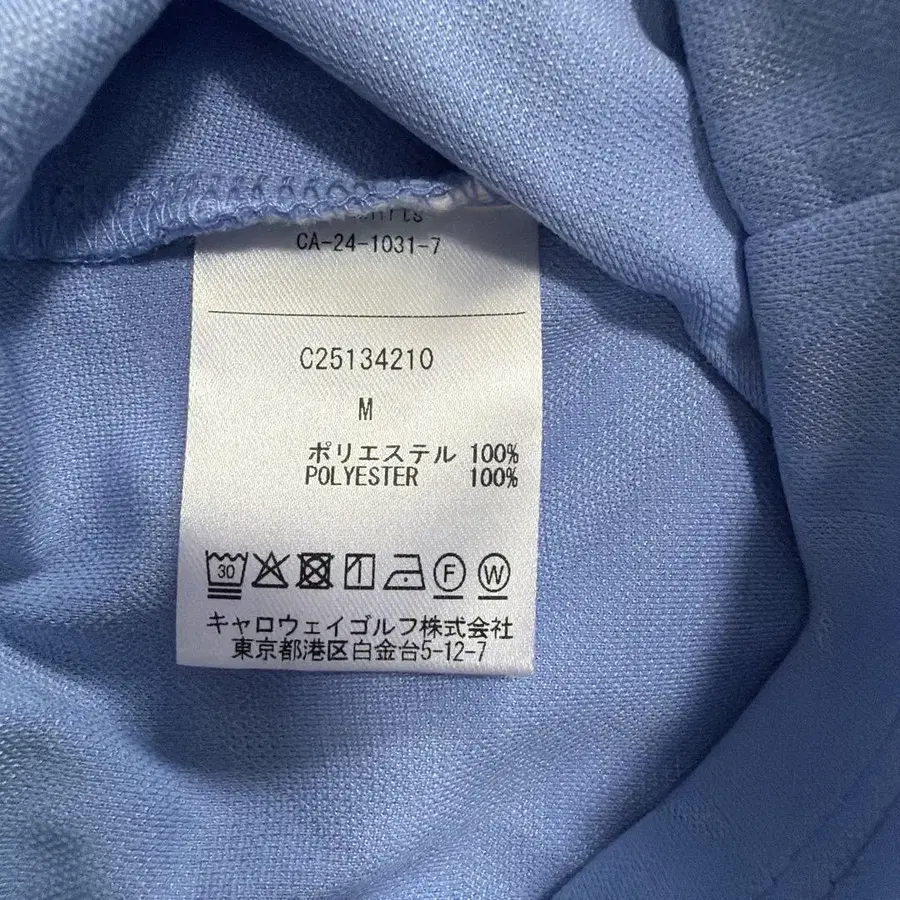 CA-24-1031-7
C25134210
M
ポリエステル 100%
POLYESTER 100%
30 F W
キャロウェイゴルフ株式会社
東京都港区白金台5-12-7